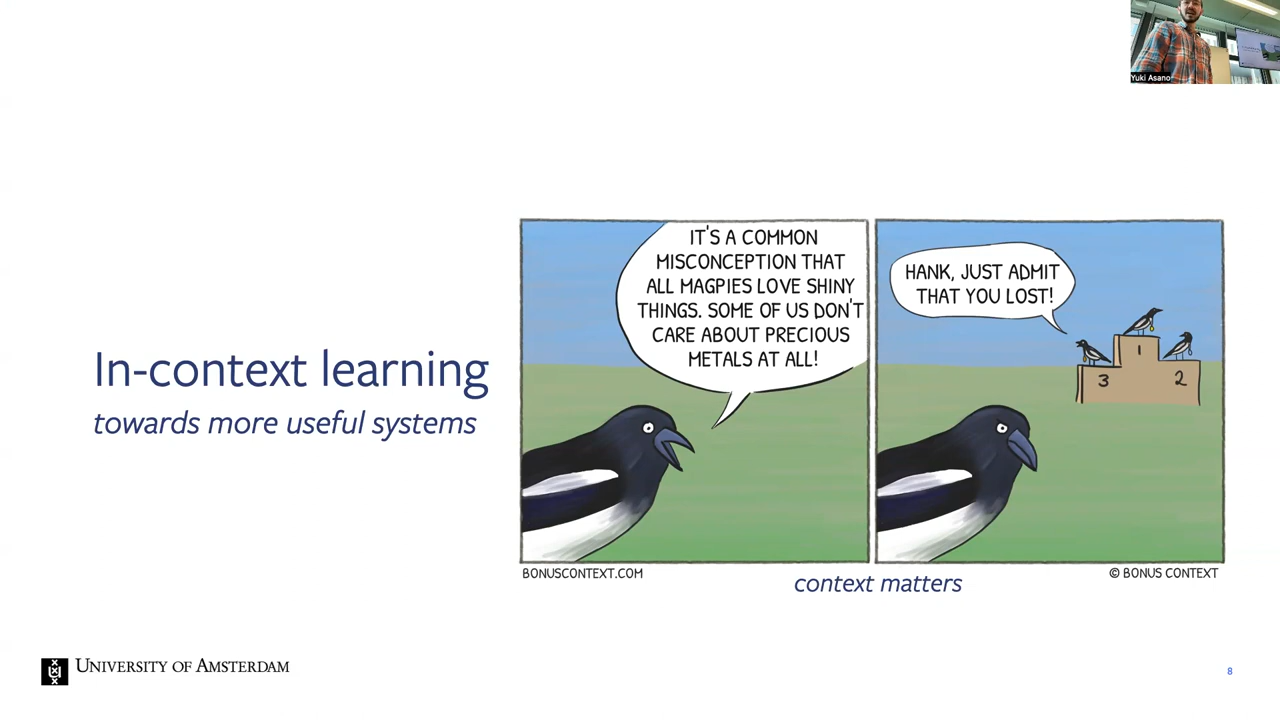 Yuki Asano
In-context learning
towards more useful systems
IT'S A COMMON
MISCONCEPTION THAT
ALL MAGPIES LOVE SHINY
THINGS. SOME OF US DON'T
CARE ABOUT PRECIOUS
METALS AT ALL!
HANK, JUST ADMIT
THAT YOU LOST!
1
3
2
BONUSCONTEXT.COM
© BONUS CONTEXT
context matters
UNIVERSITY OF AMSTERDAM
8